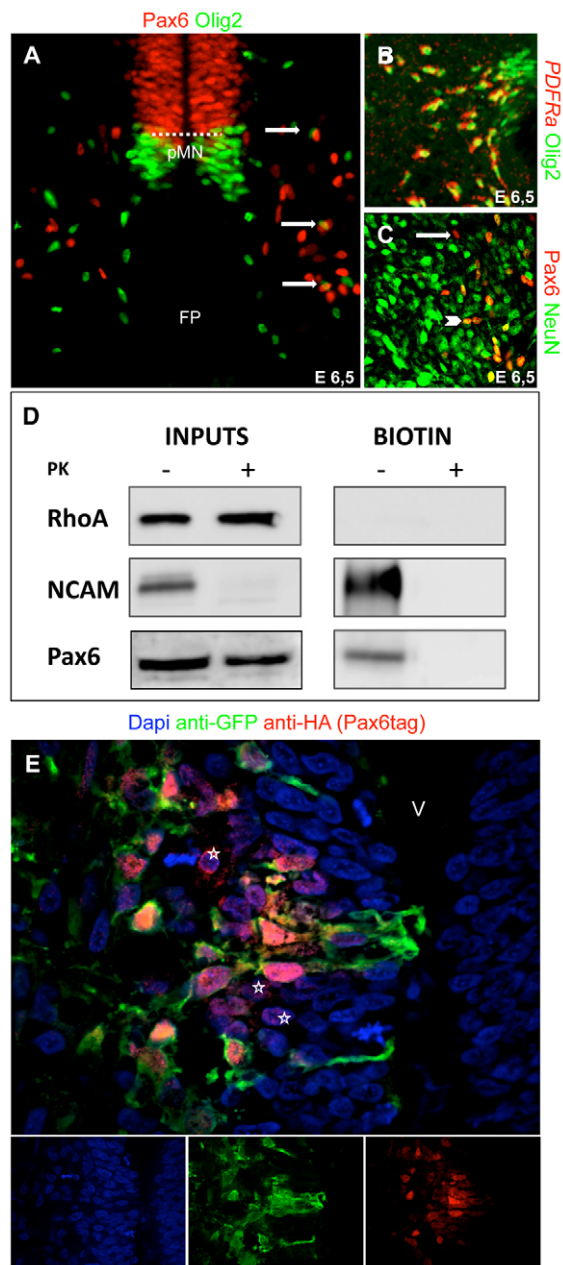 Pax6 Olig2
A
pMN
FP
E 6,5
B
PDFRa Olig2
E 6,5
C
Pax6 NeuN
E 6,5
D
INPUTS BIOTIN
PK - + - +
RhoA
NCAM
Pax6
Dapi anti-GFP anti-HA (Pax6tag)
E
V